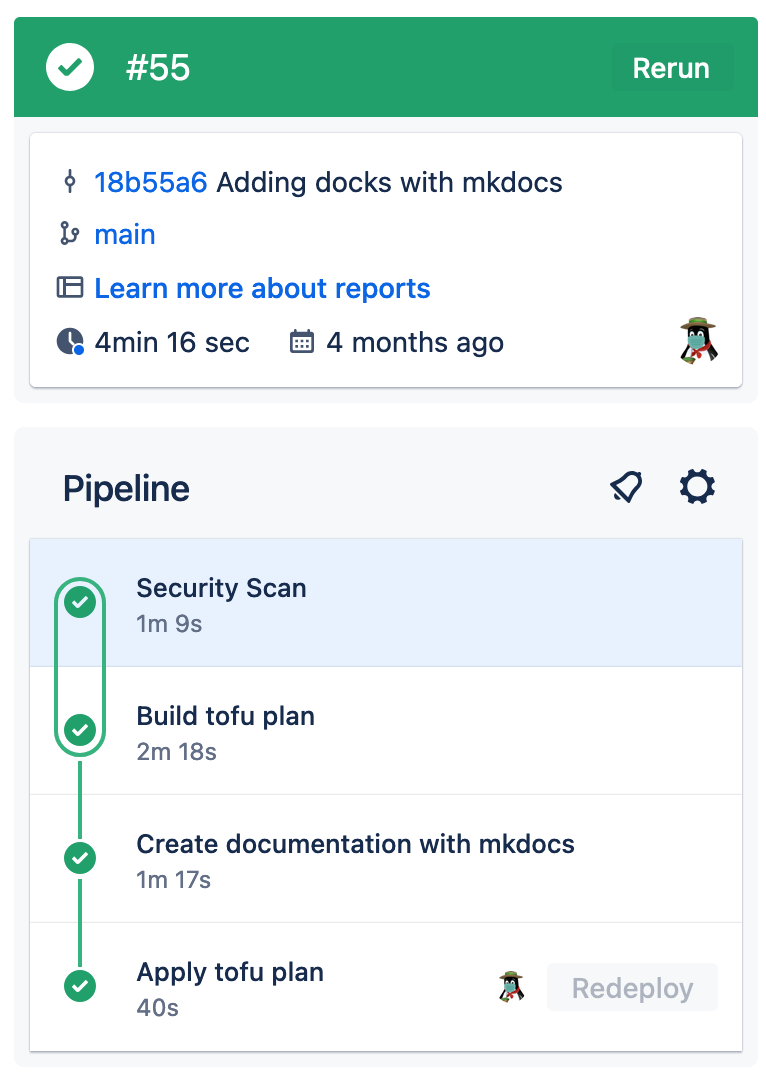 #55
Rerun
18b55a6 Adding docks with mkdocs
main
Learn more about reports
4min 16 sec 4 months ago
Pipeline
Security Scan
1m 9s
Build tofu plan
2m 18s
Create documentation with mkdocs
1m 17s
Apply tofu plan
40s
Redeploy